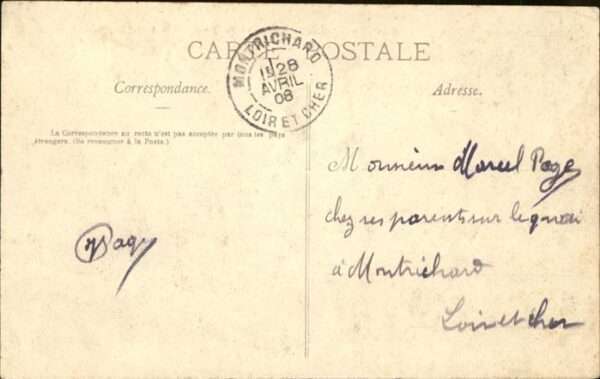 CARTE POSTALE
MONTRICHARD
28
AVRIL
08
LOIR ET CHER
Correspondance.
Adresse.
La Correspondance au recto n'est pas acceptée par tous les pays
étrangers. (Se renseigner à la Poste.)
Monsieur Marcel Page
chez ses parents sur le quai
à Montrichard
Loir et cher